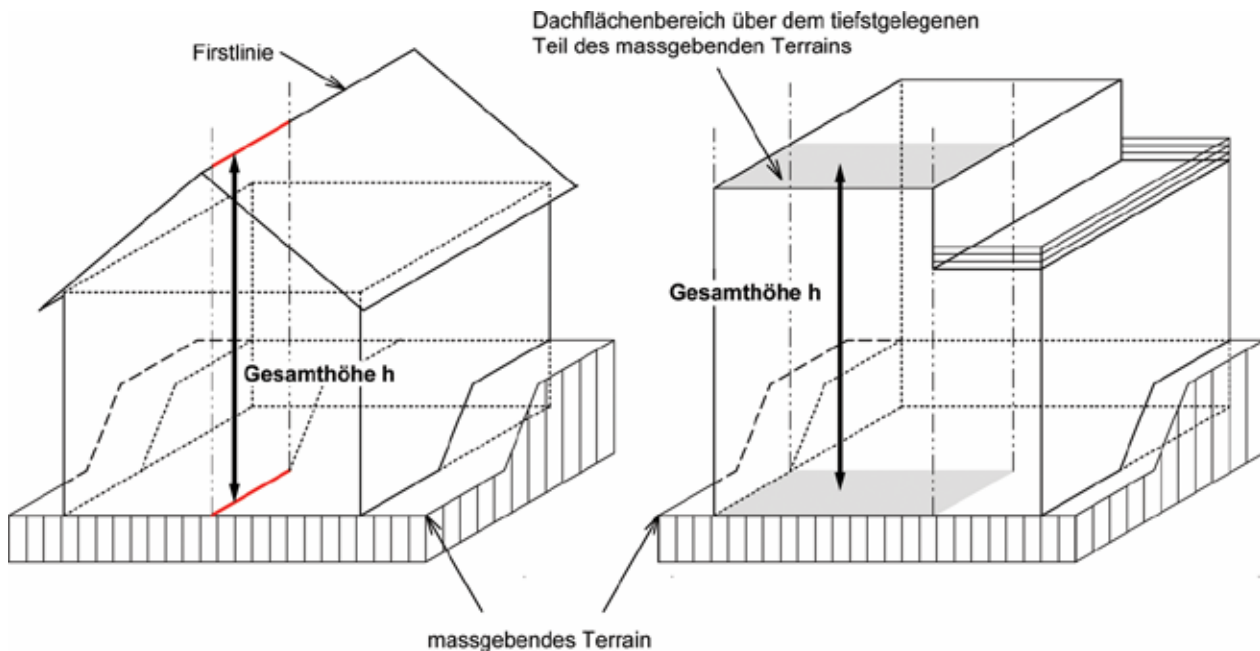 Firstlinie
Dachflächenbereich über dem tiefstgelegenen
Teil des massgebenden Terrains
Gesamthöhe h
Gesamthöhe h
massgebendes Terrain